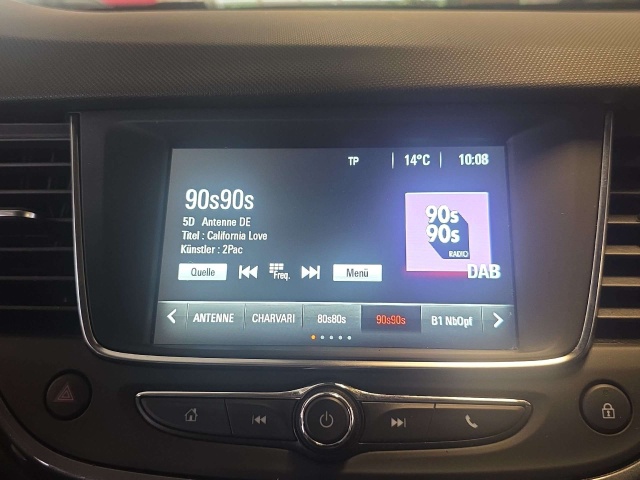 TP 14°C 10:08
90s90s
5D Antenne DE
Titel : California Love
Künstler : 2Pac
Quelle Freq. Menü
90s
90s
RADIO
DAB
ANTENNE CHARVARI 80s80s 90s90s B1 NbOpf